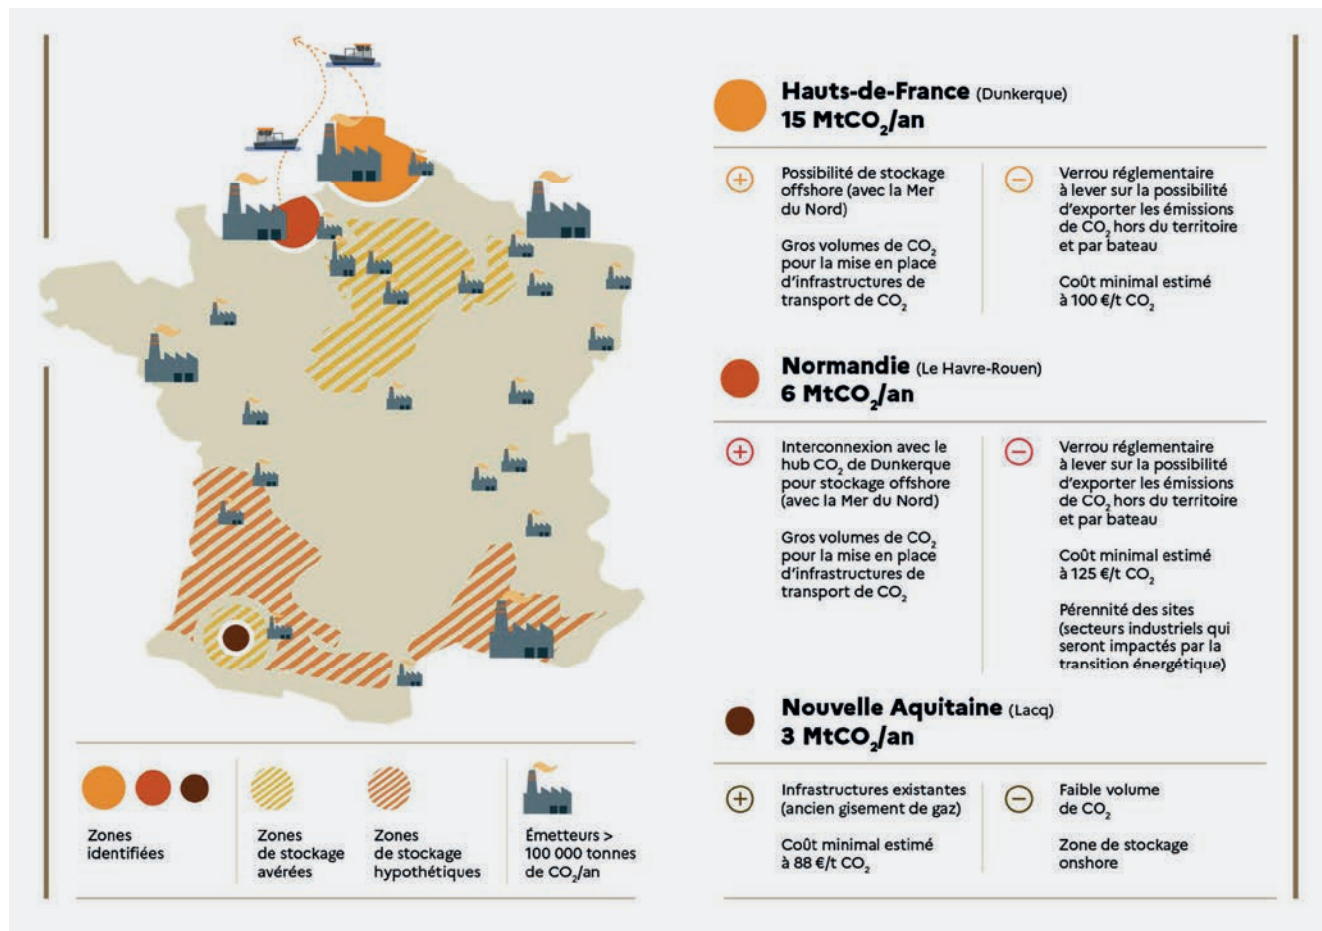 Hauts-de-France (Dunkerque)
15 MtCO₂/an
Possibilité de stockage
offshore (avec la Mer
du Nord)
Gros volumes de CO₂
pour la mise en place
d'infrastructures de
transport de CO₂
Verrou réglementaire
à lever sur la possibilité
d'exporter les émissions
de CO₂ hors du territoire
et par bateau
Coût minimal estimé
à 100 €/t CO₂
Normandie (Le Havre-Rouen)
6 MtCO₂/an
Interconnexion avec le
hub CO₂ de Dunkerque
pour stockage offshore
(avec la Mer du Nord)
Gros volumes de CO₂
pour la mise en place
d'infrastructures de
transport de CO₂
Verrou réglementaire
à lever sur la possibilité
d'exporter les émissions
de CO₂ hors du territoire
et par bateau
Coût minimal estimé
à 125 €/t CO₂
Pérennité des sites
(secteurs industriels qui
seront impactés par la
transition énergétique)
Nouvelle Aquitaine (Lacq)
3 MtCO₂/an
Infrastructures existantes
(ancien gisement de gaz)
Coût minimal estimé
à 88 €/t CO₂
Faible volume
de CO₂
Zone de stockage
onshore
Zones
identifiées
Zones
de stockage
avérées
Zones
de stockage
hypothétiques
Émetteurs >
100 000 tonnes
de CO₂/an